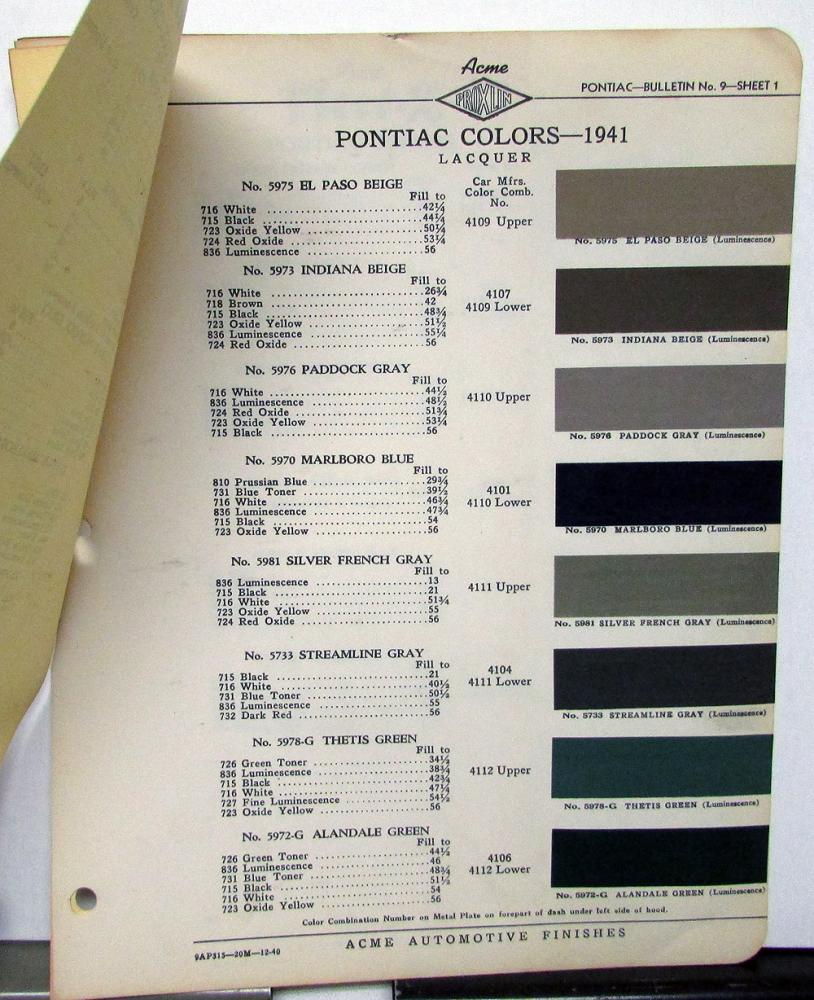 Acme
PROXLIN
PONTIAC—BULLETIN No. 9—SHEET 1
PONTIAC COLORS—1941
LACQUER
Car Mfrs.
Color Comb.
No.
No. 5975 EL PASO BEIGE
Fill to
716 White ..................42¼
715 Black ..................44¼
723 Oxide Yellow ..................50¼
724 Red Oxide ..................53¼
836 Luminescence ..................56
4109 Upper
No. 5975 EL PASO BEIGE (Luminescence)
No. 5973 INDIANA BEIGE
Fill to
716 White ..................26¾
718 Brown ..................42
715 Black ..................48¾
723 Oxide Yellow ..................51½
836 Luminescence ..................55¼
724 Red Oxide ..................56
4107
4109 Lower
No. 5973 INDIANA BEIGE (Luminescence)
No. 5976 PADDOCK GRAY
Fill to
716 White ..................44½
836 Luminescence ..................48½
724 Red Oxide ..................51¾
723 Oxide Yellow ..................53¼
715 Black ..................56
4110 Upper
No. 5976 PADDOCK GRAY (Luminescence)
No. 5970 MARLBORO BLUE
Fill to
810 Prussian Blue ..................29¾
731 Blue Toner ..................39½
716 White ..................46¾
836 Luminescence ..................47¾
715 Black ..................54
723 Oxide Yellow ..................56
4101
4110 Lower
No. 5970 MARLBORO BLUE (Luminescence)
No. 5981 SILVER FRENCH GRAY
Fill to
836 Luminescence ..................13
715 Black ..................21
716 White ..................51¾
723 Oxide Yellow ..................55
724 Red Oxide ..................56
4111 Upper
No. 5981 SILVER FRENCH GRAY (Luminescence)
No. 5733 STREAMLINE GRAY
Fill to
715 Black ..................21
716 White ..................40½
731 Blue Toner ..................50½
836 Luminescence ..................55
732 Dark Red ..................56
4104
4111 Lower
No. 5733 STREAMLINE GRAY (Luminescence)
No. 5978-G THETIS GREEN
Fill to
726 Green Toner ..................34½
836 Luminescence ..................38¾
715 Black ..................42¾
716 White ..................47¼
727 Fine Luminescence ..................54½
723 Oxide Yellow ..................56
4112 Upper
No. 5978-G THETIS GREEN (Luminescence)
No. 5972-G ALANDALE GREEN
Fill to
726 Green Toner ..................44½
836 Luminescence ..................46
731 Blue Toner ..................48¾
715 Black ..................51½
716 White ..................54
723 Oxide Yellow ..................56
4106
4112 Lower
No. 5972-G ALANDALE GREEN (Luminescence)
Color Combination Number on Metal Plate on forepart of dash under left side of hood.
9AP315—20M—12-40
ACME AUTOMOTIVE FINISHES